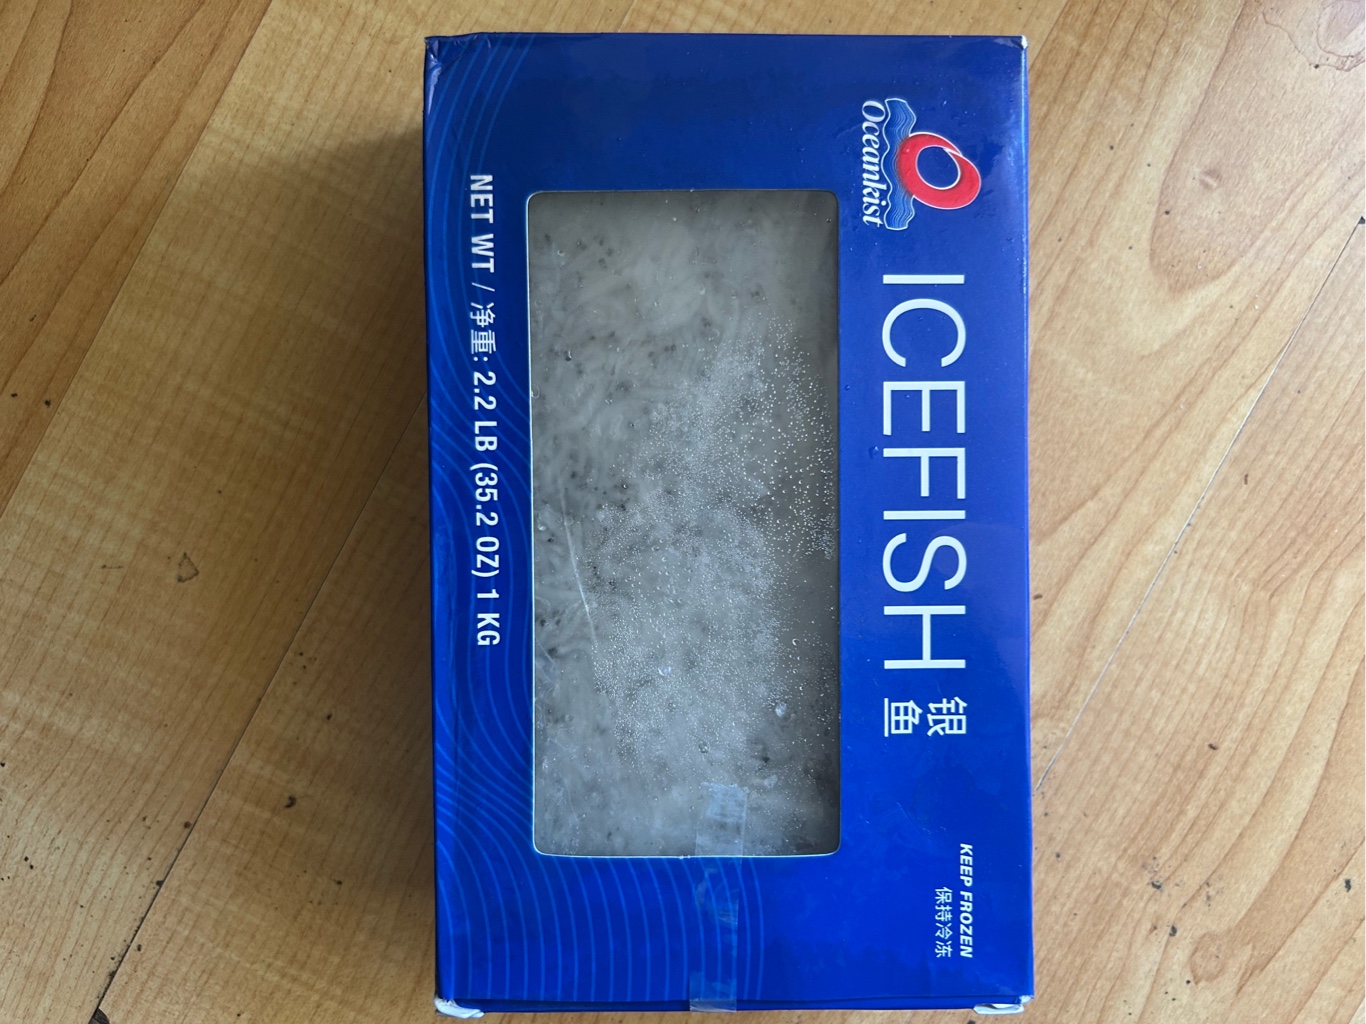 Oceankist
ICEFISH 银鱼
KEEP FROZEN
保持冷冻
NET WT / 净重: 2.2 LB (35.2 OZ) 1 KG